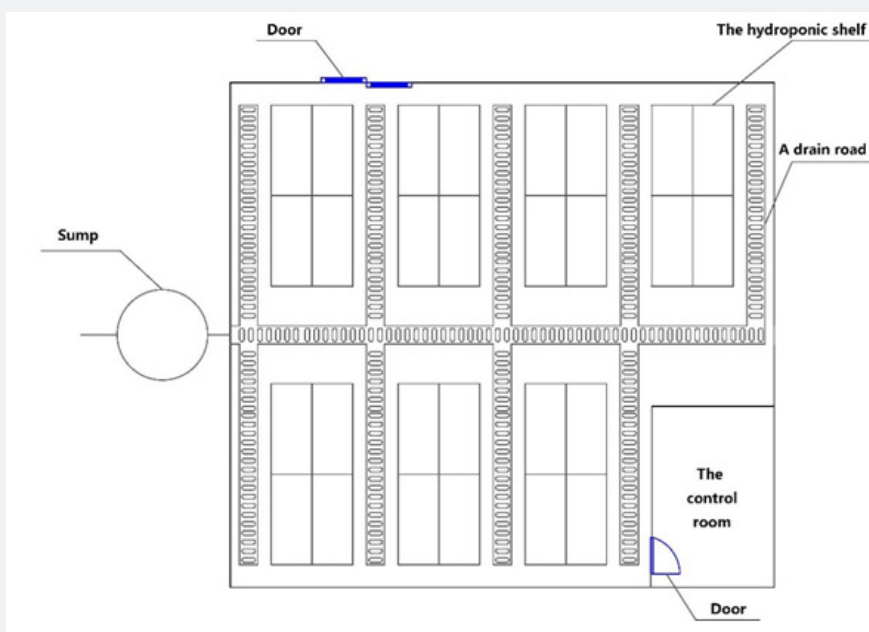 Door
The hydroponic shelf
A drain road
Sump
The
control
room
Door